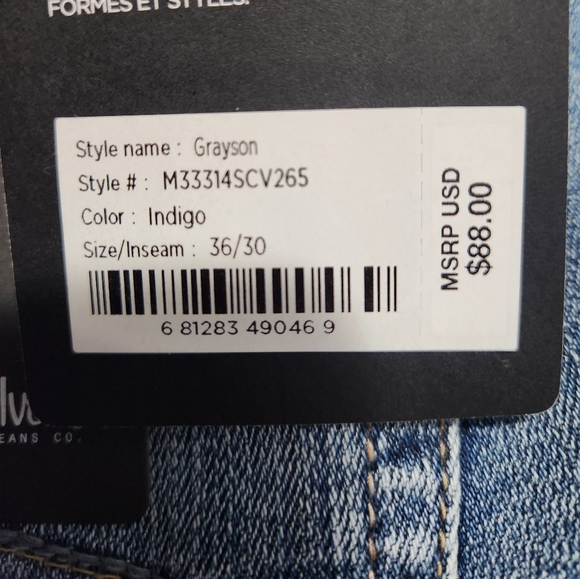 FORMES ET STYLES.
Style name : Grayson
Style # : M33314SCV265
Color : Indigo
Size/Inseam : 36/30
6 81283 49046 9
MSRP USD
$88.00
EANS CO.